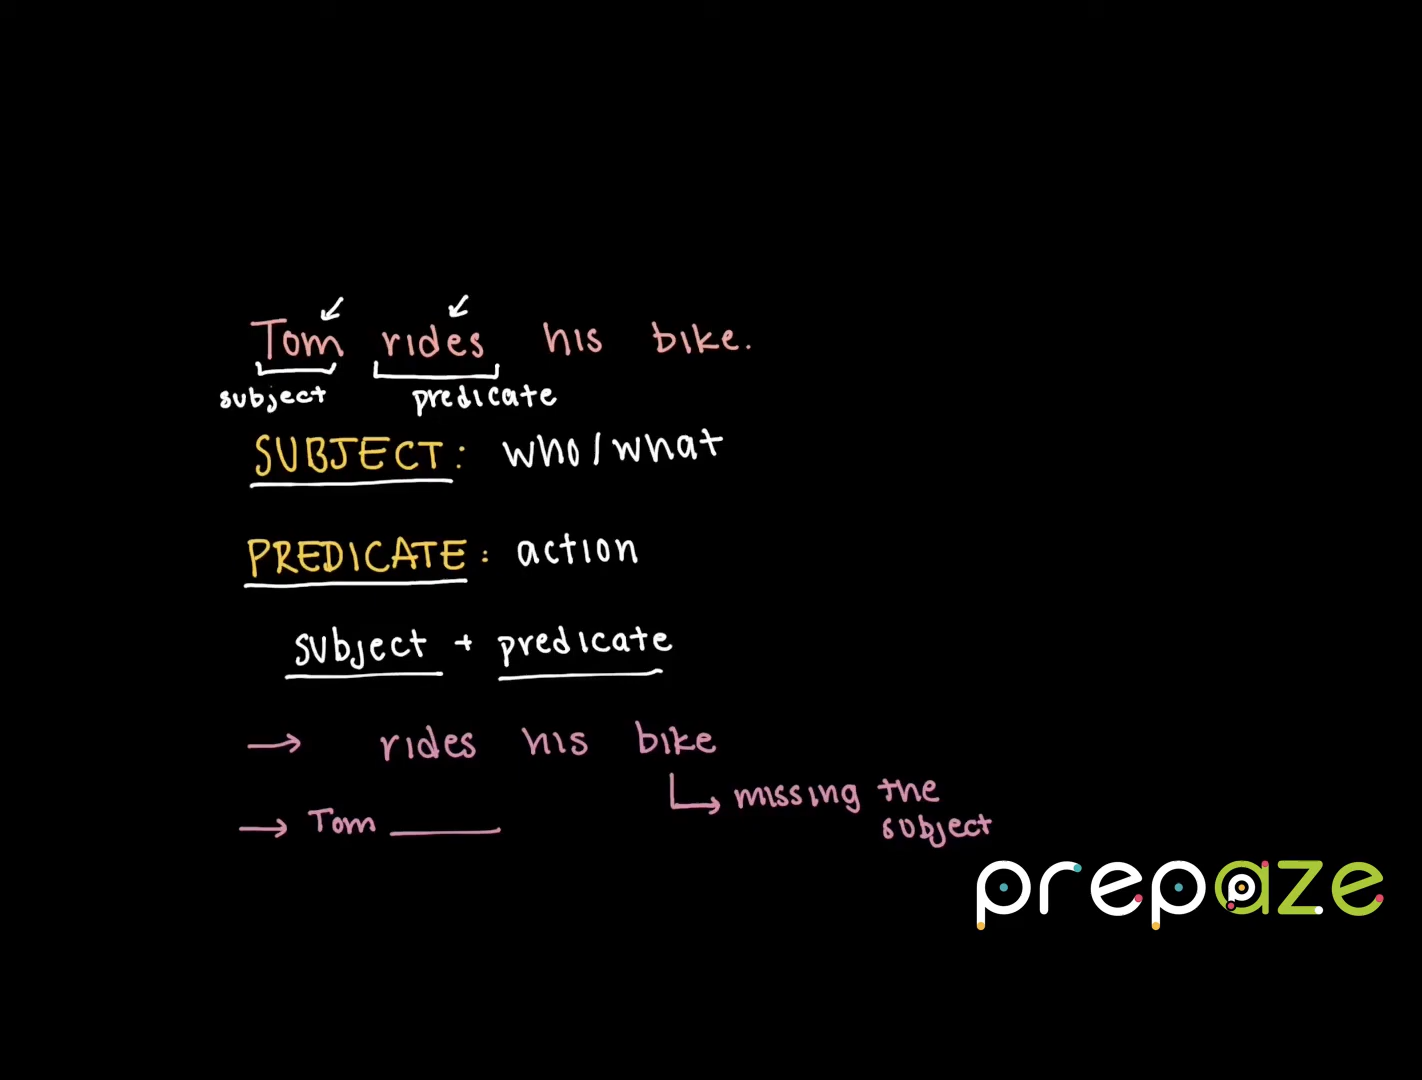 Tom rides his bike.
subject predicate
SUBJECT: who/what
PREDICATE: action
subject + predicate
→ rides his bike
missing the
subject
→ Tom ______
prepaze